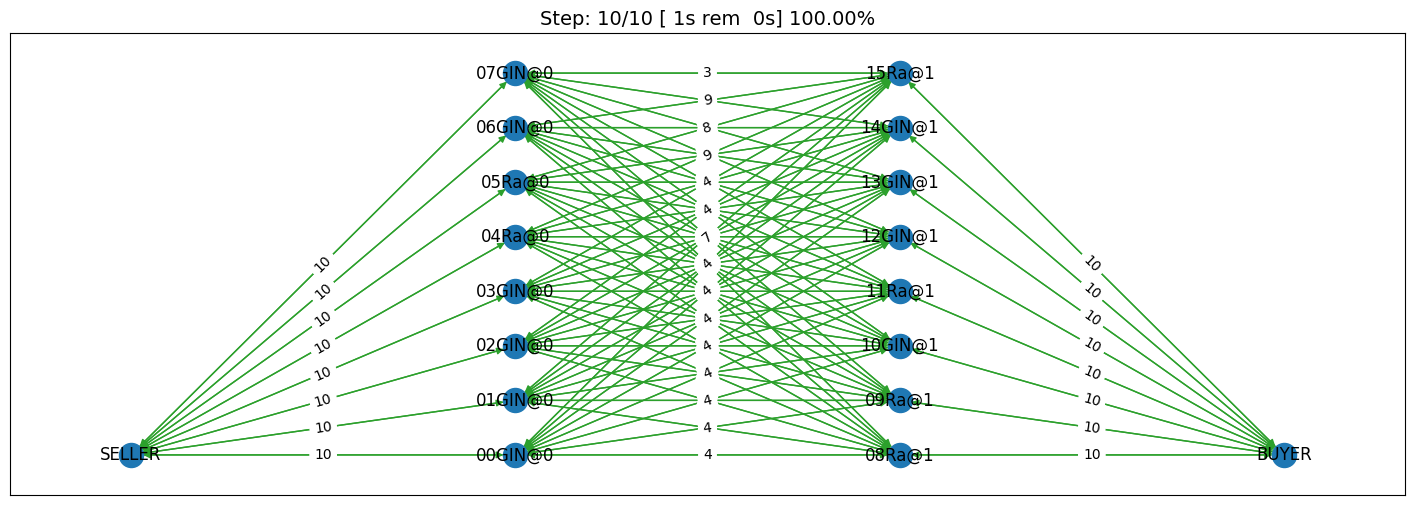 Step: 10/10 [ 1s rem  0s] 100.00%
07GIN@0 3 15Ra@1
9
06GIN@0 8 14GIN@1
9
05Ra@0 4 13GIN@1
4
04Ra@0 7 12GIN@1
10 4 10
03GIN@0 10 4 11Ra@1 10
10 4 10
02GIN@0 10 4 10GIN@1 10
10 4 10
01GIN@0 10 4 09Ra@1 10
10 4 10
SELLER 10 00GIN@0 4 08Ra@1 10 BUYER